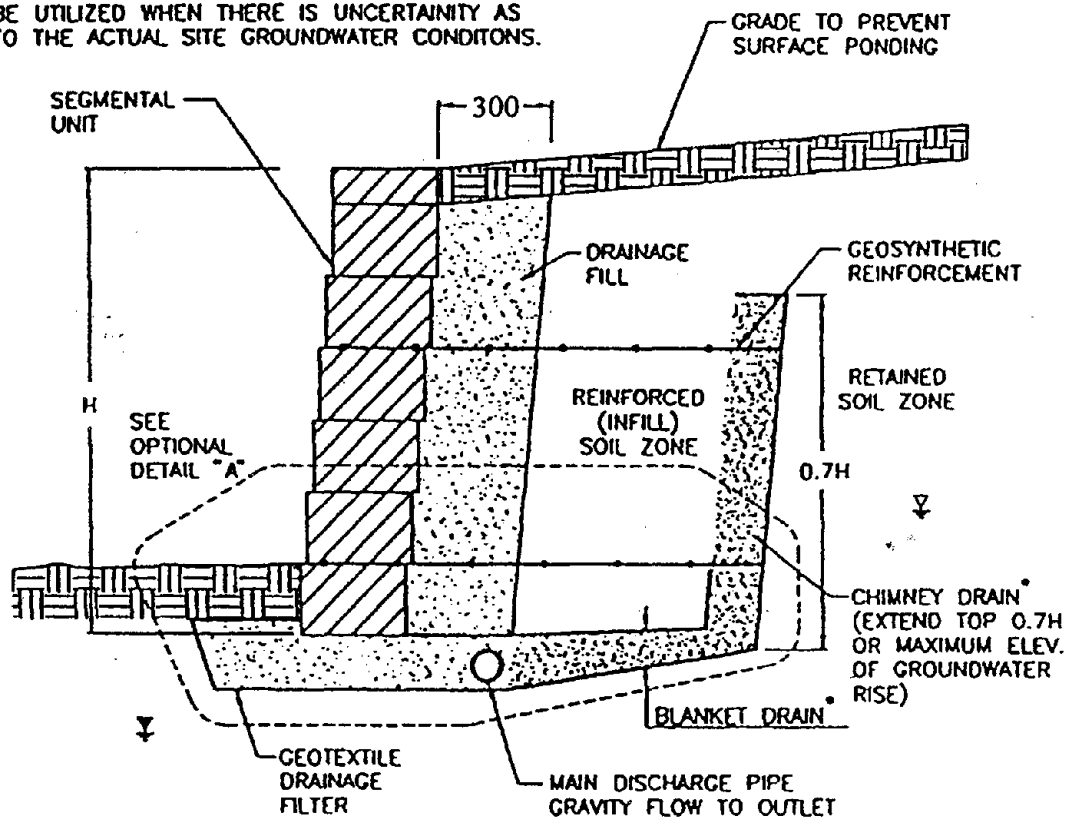 BE UTILIZED WHEN THERE IS UNCERTAINITY AS
TO THE ACTUAL SITE GROUNDWATER CONDITONS.
GRADE TO PREVENT
SURFACE PONDING
SEGMENTAL
UNIT
300
DRAINAGE
FILL
GEOSYNTHETIC
REINFORCEMENT
H
SEE
OPTIONAL
DETAIL "A"
REINFORCED
(INFILL)
SOIL ZONE
RETAINED
SOIL ZONE
0.7H
CHIMNEY DRAIN*
(EXTEND TOP 0.7H
OR MAXIMUM ELEV.
OF GROUNDWATER
RISE)
BLANKET DRAIN*
GEOTEXTILE
DRAINAGE
FILTER
MAIN DISCHARGE PIPE
GRAVITY FLOW TO OUTLET